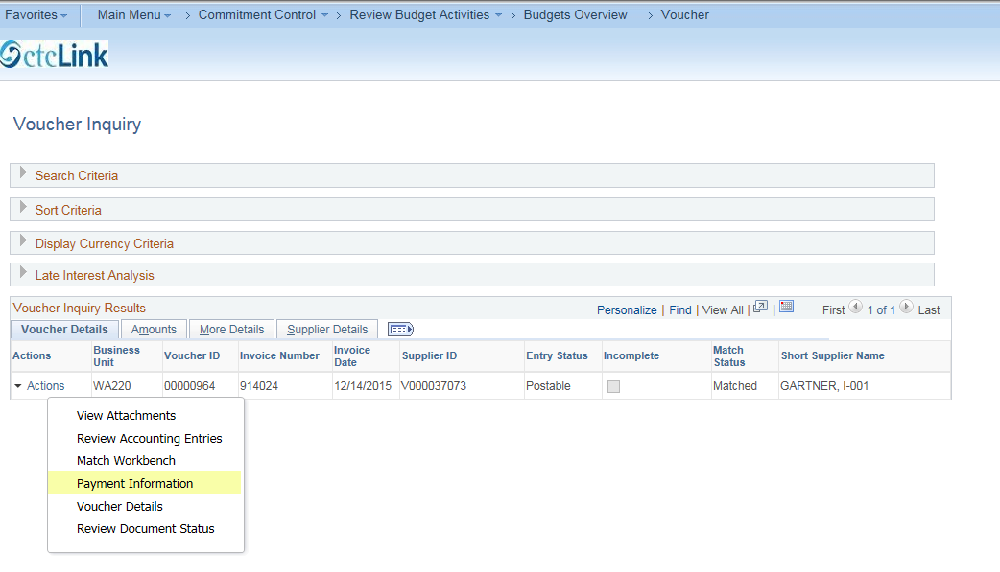 Favorites Main Menu > Commitment Control > Review Budget Activities > Budgets Overview > Voucher
ctcLink
Voucher Inquiry
Search Criteria
Sort Criteria
Display Currency Criteria
Late Interest Analysis
Voucher Inquiry Results Personalize | Find | View All | | First 1 of 1 Last
Voucher Details Amounts More Details Supplier Details
Actions Business Unit Voucher ID Invoice Number Invoice Date Supplier ID Entry Status Incomplete Match Status Short Supplier Name
Actions WA220 00000964 914024 12/14/2015 V000037073 Postable Matched GARTNER, I-001
View Attachments
Review Accounting Entries
Match Workbench
Payment Information
Voucher Details
Review Document Status